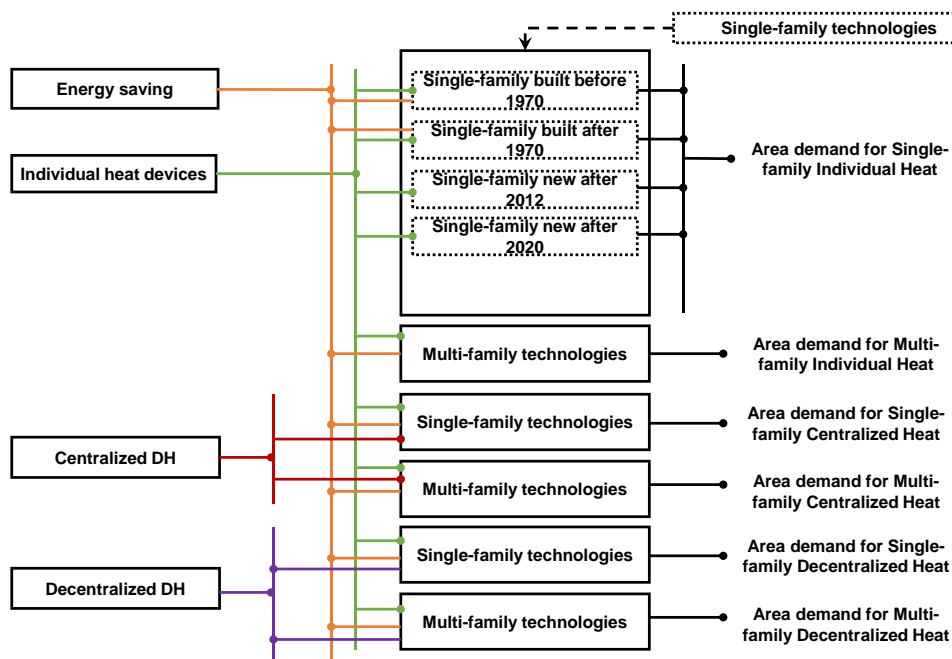 Single-family technologies
Energy saving
Single-family built before
1970
Single-family built after
1970
Individual heat devices
Single-family new after
2012
Single-family new after
2020
Area demand for Single-
family Individual Heat
Multi-family technologies
Area demand for Multi-
family Individual Heat
Single-family technologies
Area demand for Single-
family Centralized Heat
Centralized DH
Multi-family technologies
Area demand for Multi-
family Centralized Heat
Single-family technologies
Area demand for Single-
family Decentralized Heat
Decentralized DH
Multi-family technologies
Area demand for Multi-
family Decentralized Heat